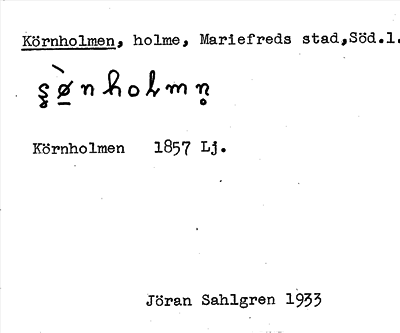 Körnholmen, holme, Mariefreds stad,Söd.l.
Körnholmen 1857 Lj.
Jöran Sahlgren 1933